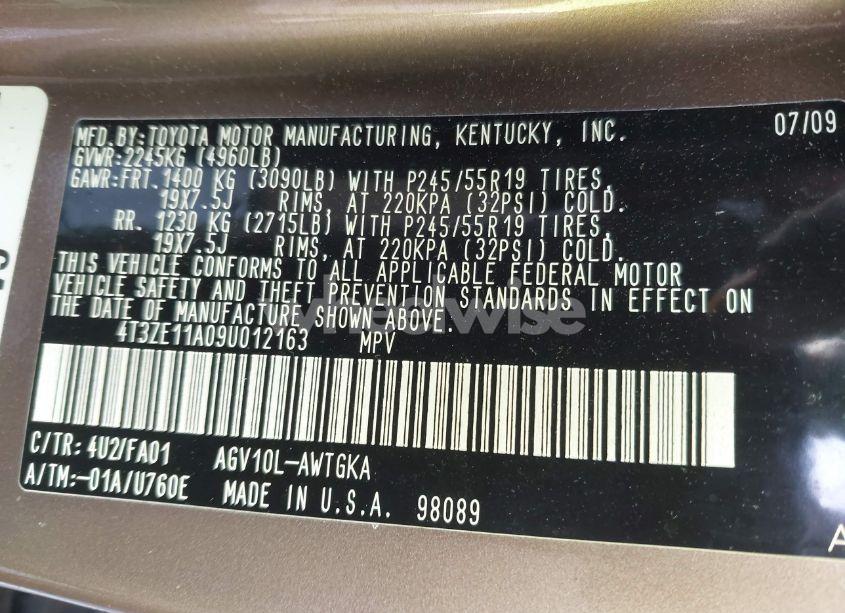 MFD.BY:TOYOTA MOTOR MANUFACTURING, KENTUCKY, INC. 07/09
GVWR:2245KG (4960LB)
GAWR:FRT.1400 KG (3090LB) WITH P245/55R19 TIRES,
19X7.5J RIMS, AT 220KPA (32PSI) COLD.
RR. 1230 KG (2715LB) WITH P245/55R19 TIRES,
19X7.5J RIMS, AT 220KPA (32PSI) COLD.
THIS VEHICLE CONFORMS TO ALL APPLICABLE FEDERAL MOTOR
VEHICLE SAFETY AND THEFT PREVENTION STANDARDS IN EFFECT ON
THE DATE OF MANUFACTURE SHOWN ABOVE.
4T3ZE11A09U012163 MPV
C/TR: 4U2/FA01 AGV10L-AWTGKA
A/TM:-01A/U760E MADE IN U.S.A. 98089